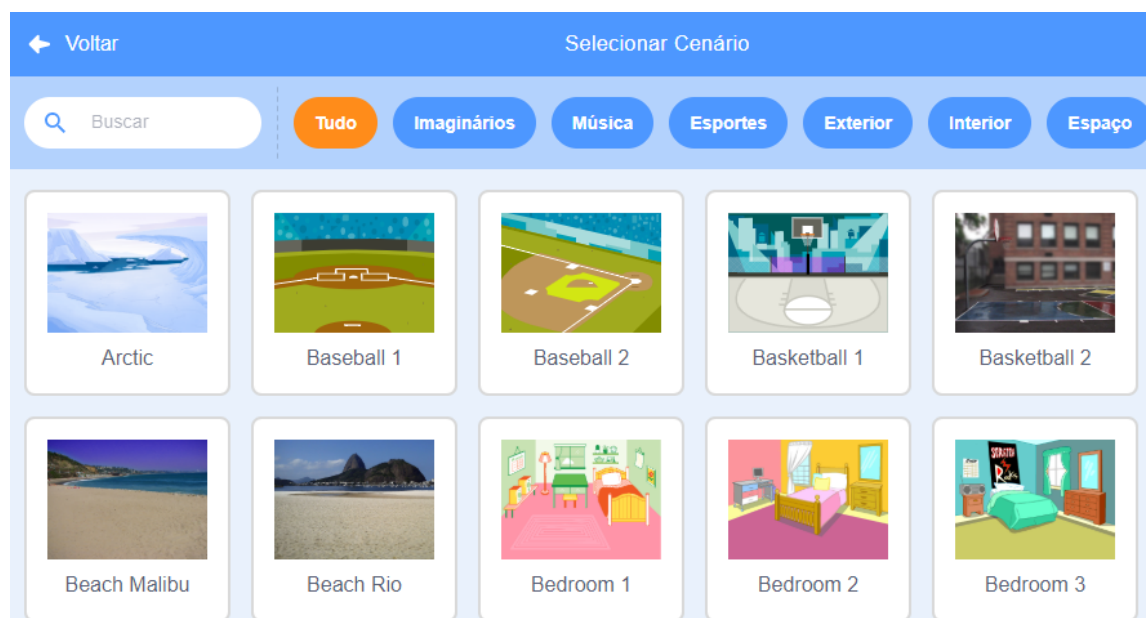 Voltar
Selecionar Cenário
Buscar
Tudo
Imaginários
Música
Esportes
Exterior
Interior
Espaço
Arctic
Baseball 1
Baseball 2
Basketball 1
Basketball 2
Beach Malibu
Beach Rio
Bedroom 1
Bedroom 2
Bedroom 3